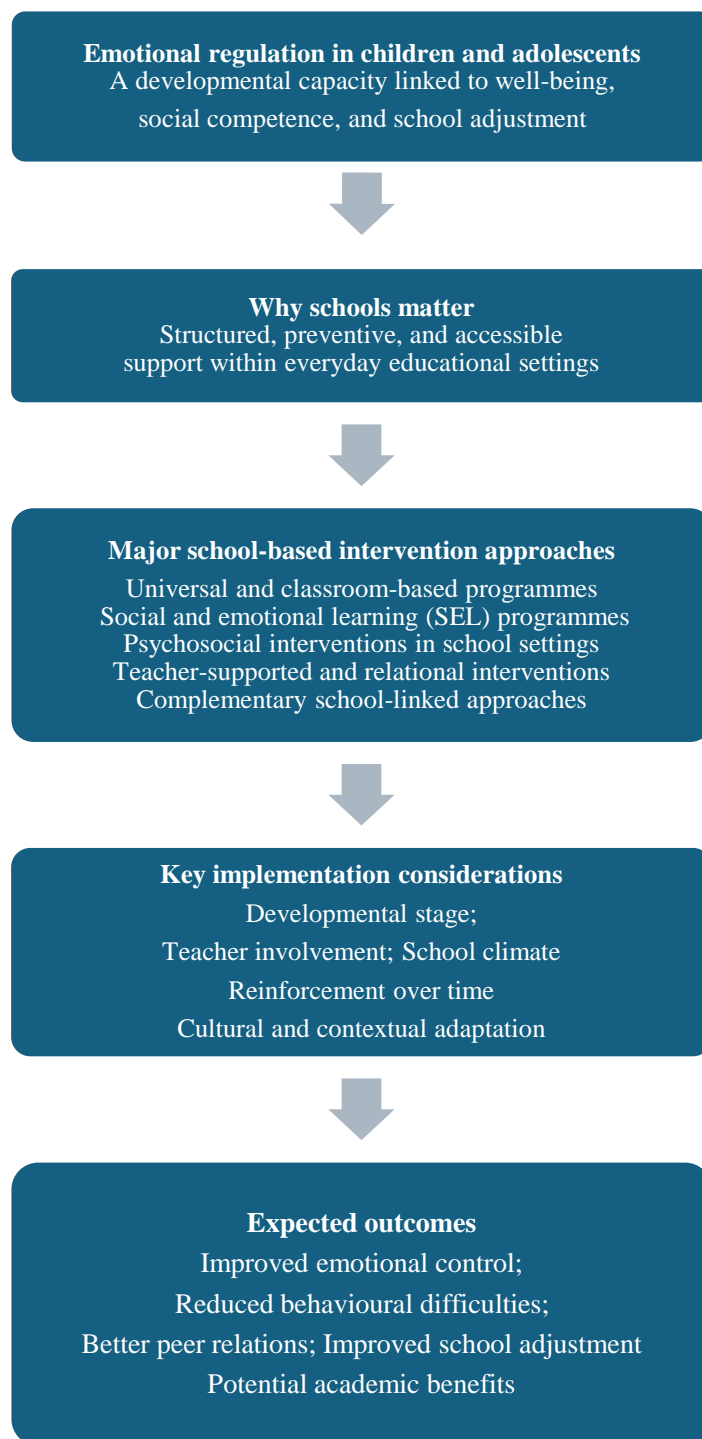 Emotional regulation in children and adolescents
A developmental capacity linked to well-being,
social competence, and school adjustment
Why schools matter
Structured, preventive, and accessible
support within everyday educational settings
Major school-based intervention approaches
Universal and classroom-based programmes
Social and emotional learning (SEL) programmes
Psychosocial interventions in school settings
Teacher-supported and relational interventions
Complementary school-linked approaches
Key implementation considerations
Developmental stage;
Teacher involvement; School climate
Reinforcement over time
Cultural and contextual adaptation
Expected outcomes
Improved emotional control;
Reduced behavioural difficulties;
Better peer relations; Improved school adjustment
Potential academic benefits